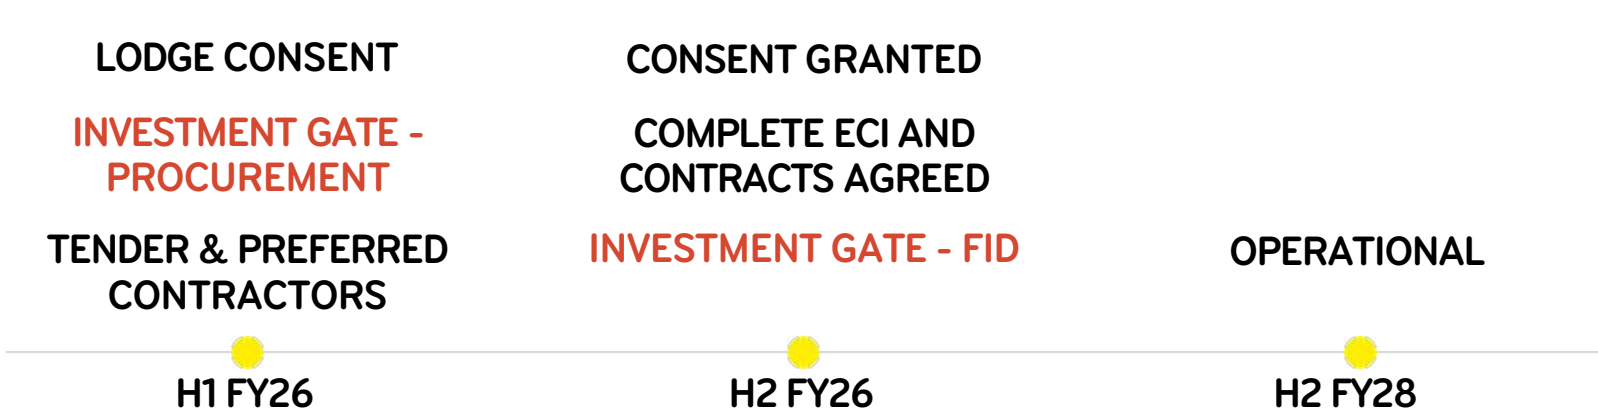 LODGE CONSENT
INVESTMENT GATE -
PROCUREMENT
TENDER & PREFERRED
CONTRACTORS
H1 FY26
CONSENT GRANTED
COMPLETE ECI AND
CONTRACTS AGREED
INVESTMENT GATE - FID
H2 FY26
OPERATIONAL
H2 FY28